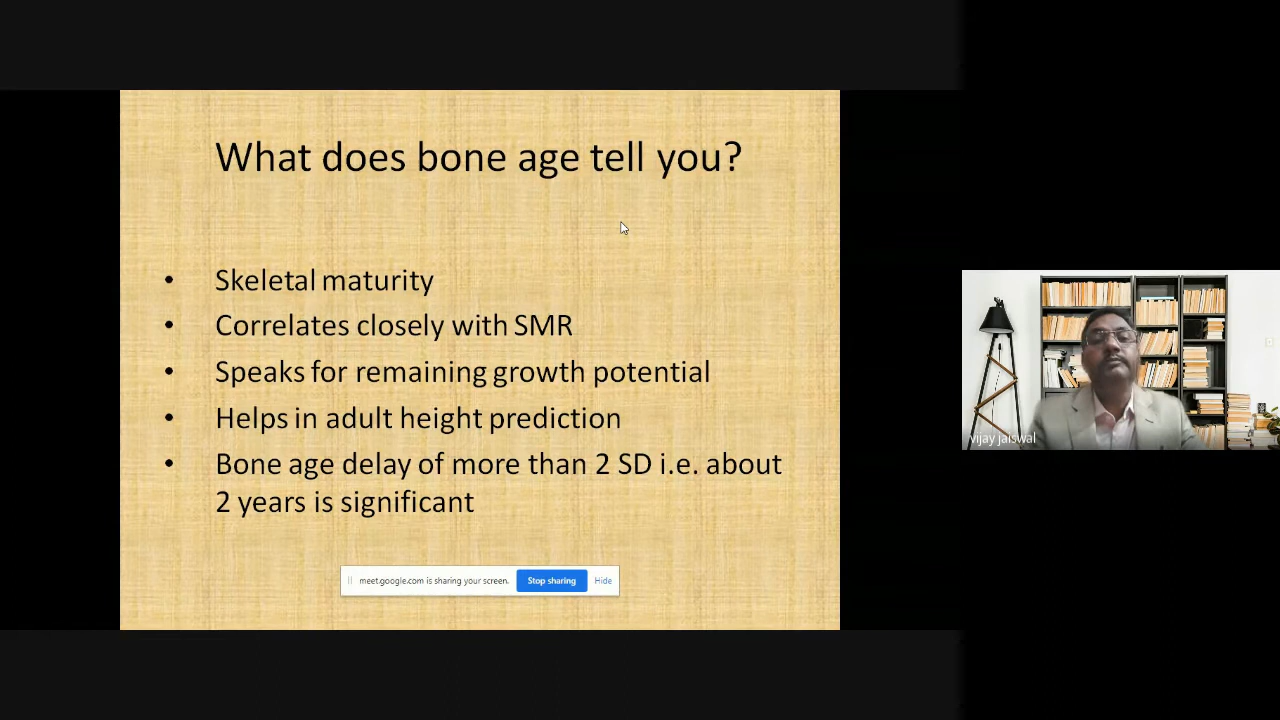 What does bone age tell you?
• Skeletal maturity
• Correlates closely with SMR
• Speaks for remaining growth potential
• Helps in adult height prediction
• Bone age delay of more than 2 SD i.e. about
2 years is significant
meet.google.com is sharing your screen. Stop sharing Hide
vijay jaiswal